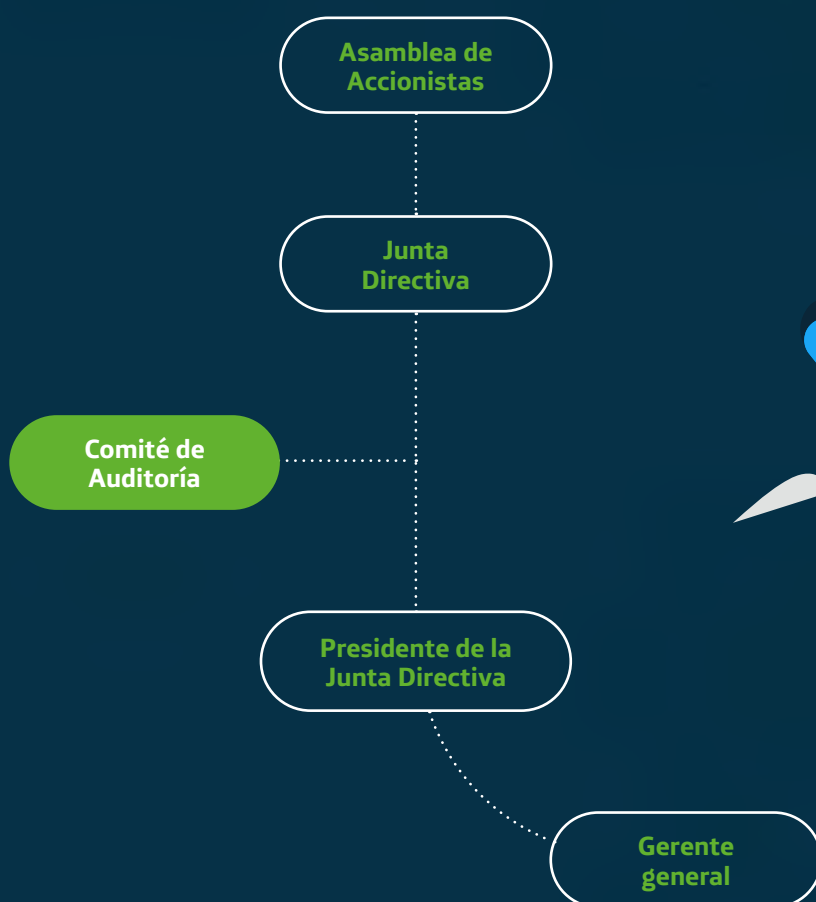 Asamblea de
Accionistas
Junta
Directiva
Comité de
Auditoría
Presidente de la
Junta Directiva
Gerente
general